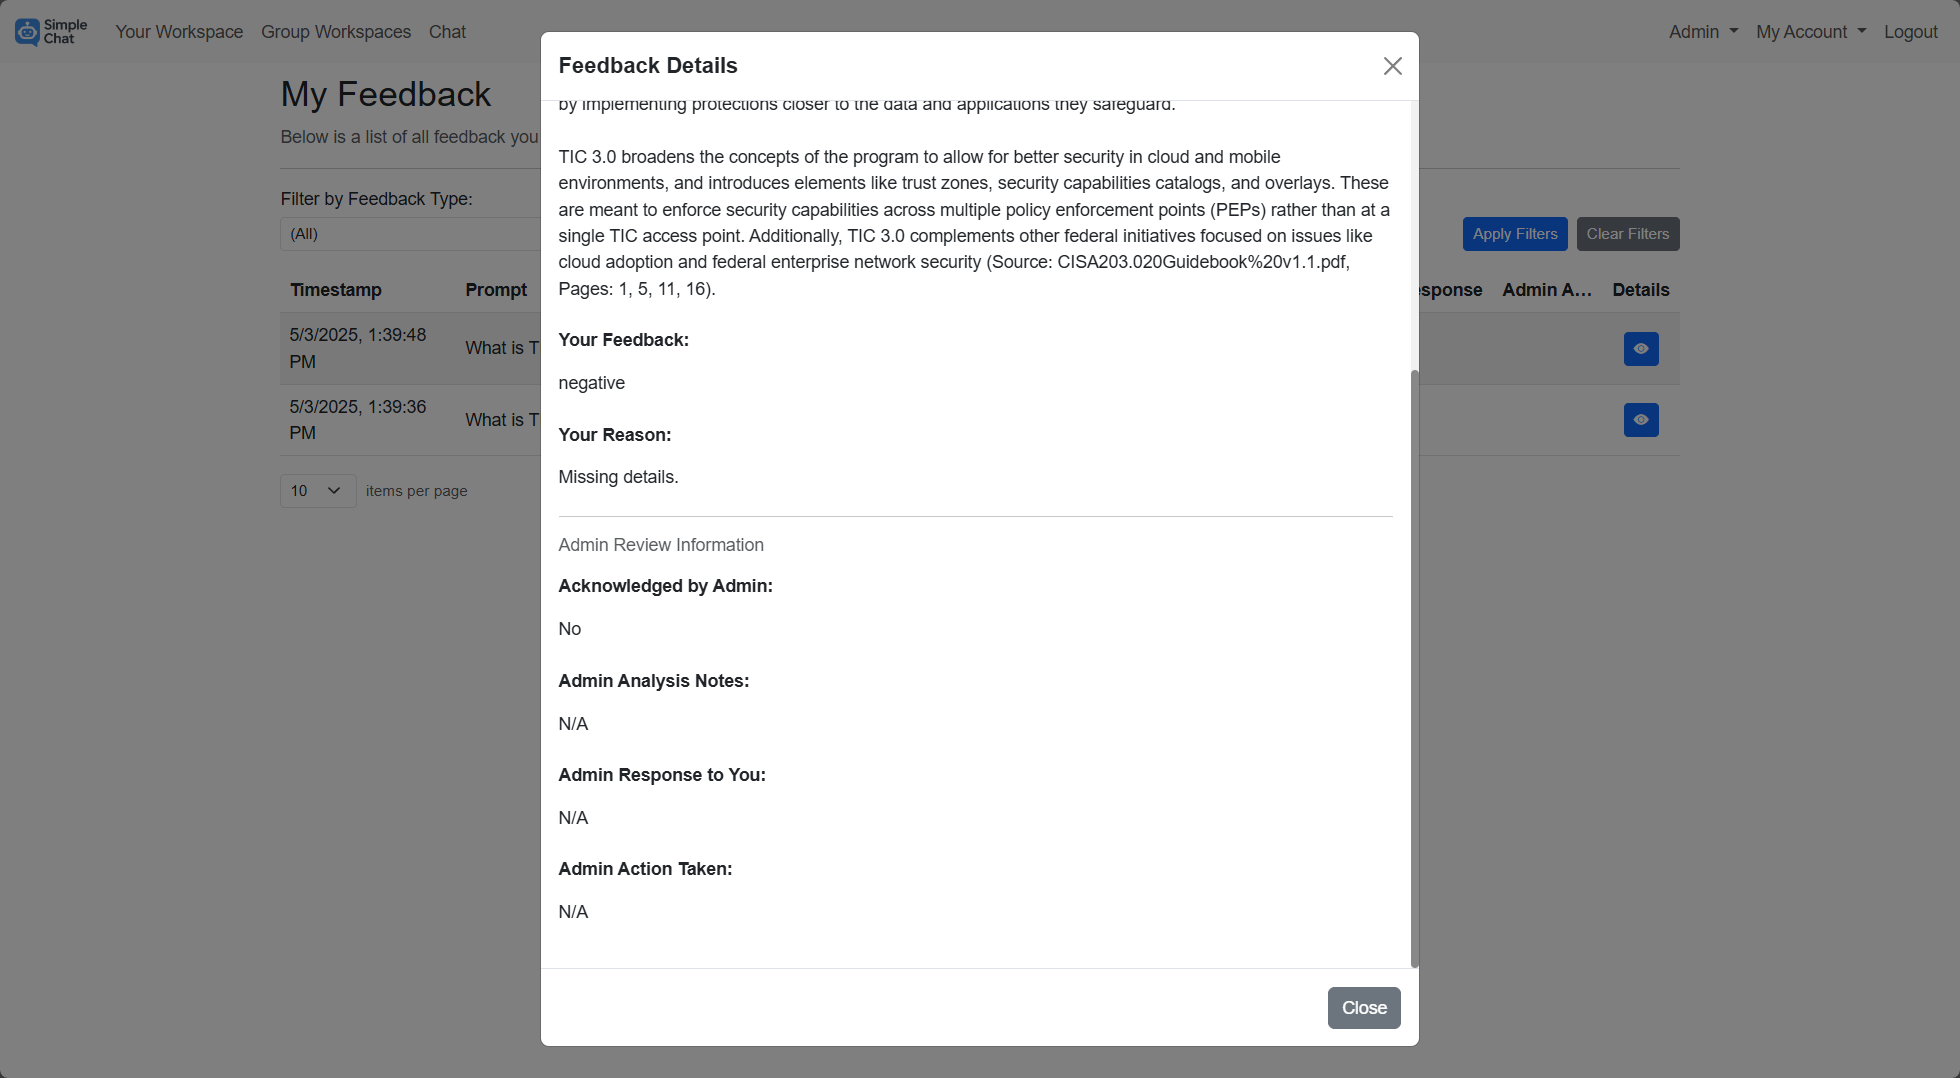 Simple
Chat
Your Workspace
Group Workspaces
Chat
Admin
My Account
Logout
My Feedback
Below is a list of all feedback you
Filter by Feedback Type:
(All)
Apply Filters
Clear Filters
Timestamp
Prompt
sponse
Admin A...
Details
5/3/2025, 1:39:48
PM
What is T
5/3/2025, 1:39:36
PM
What is T
10
items per page
Feedback Details
by implementing protections closer to the data and applications they safeguard.
TIC 3.0 broadens the concepts of the program to allow for better security in cloud and mobile
environments, and introduces elements like trust zones, security capabilities catalogs, and overlays. These
are meant to enforce security capabilities across multiple policy enforcement points (PEPs) rather than at a
single TIC access point. Additionally, TIC 3.0 complements other federal initiatives focused on issues like
cloud adoption and federal enterprise network security (Source: CISA203.020Guidebook%20v1.1.pdf,
Pages: 1, 5, 11, 16).
Your Feedback:
negative
Your Reason:
Missing details.
Admin Review Information
Acknowledged by Admin:
No
Admin Analysis Notes:
N/A
Admin Response to You:
N/A
Admin Action Taken:
N/A
Close